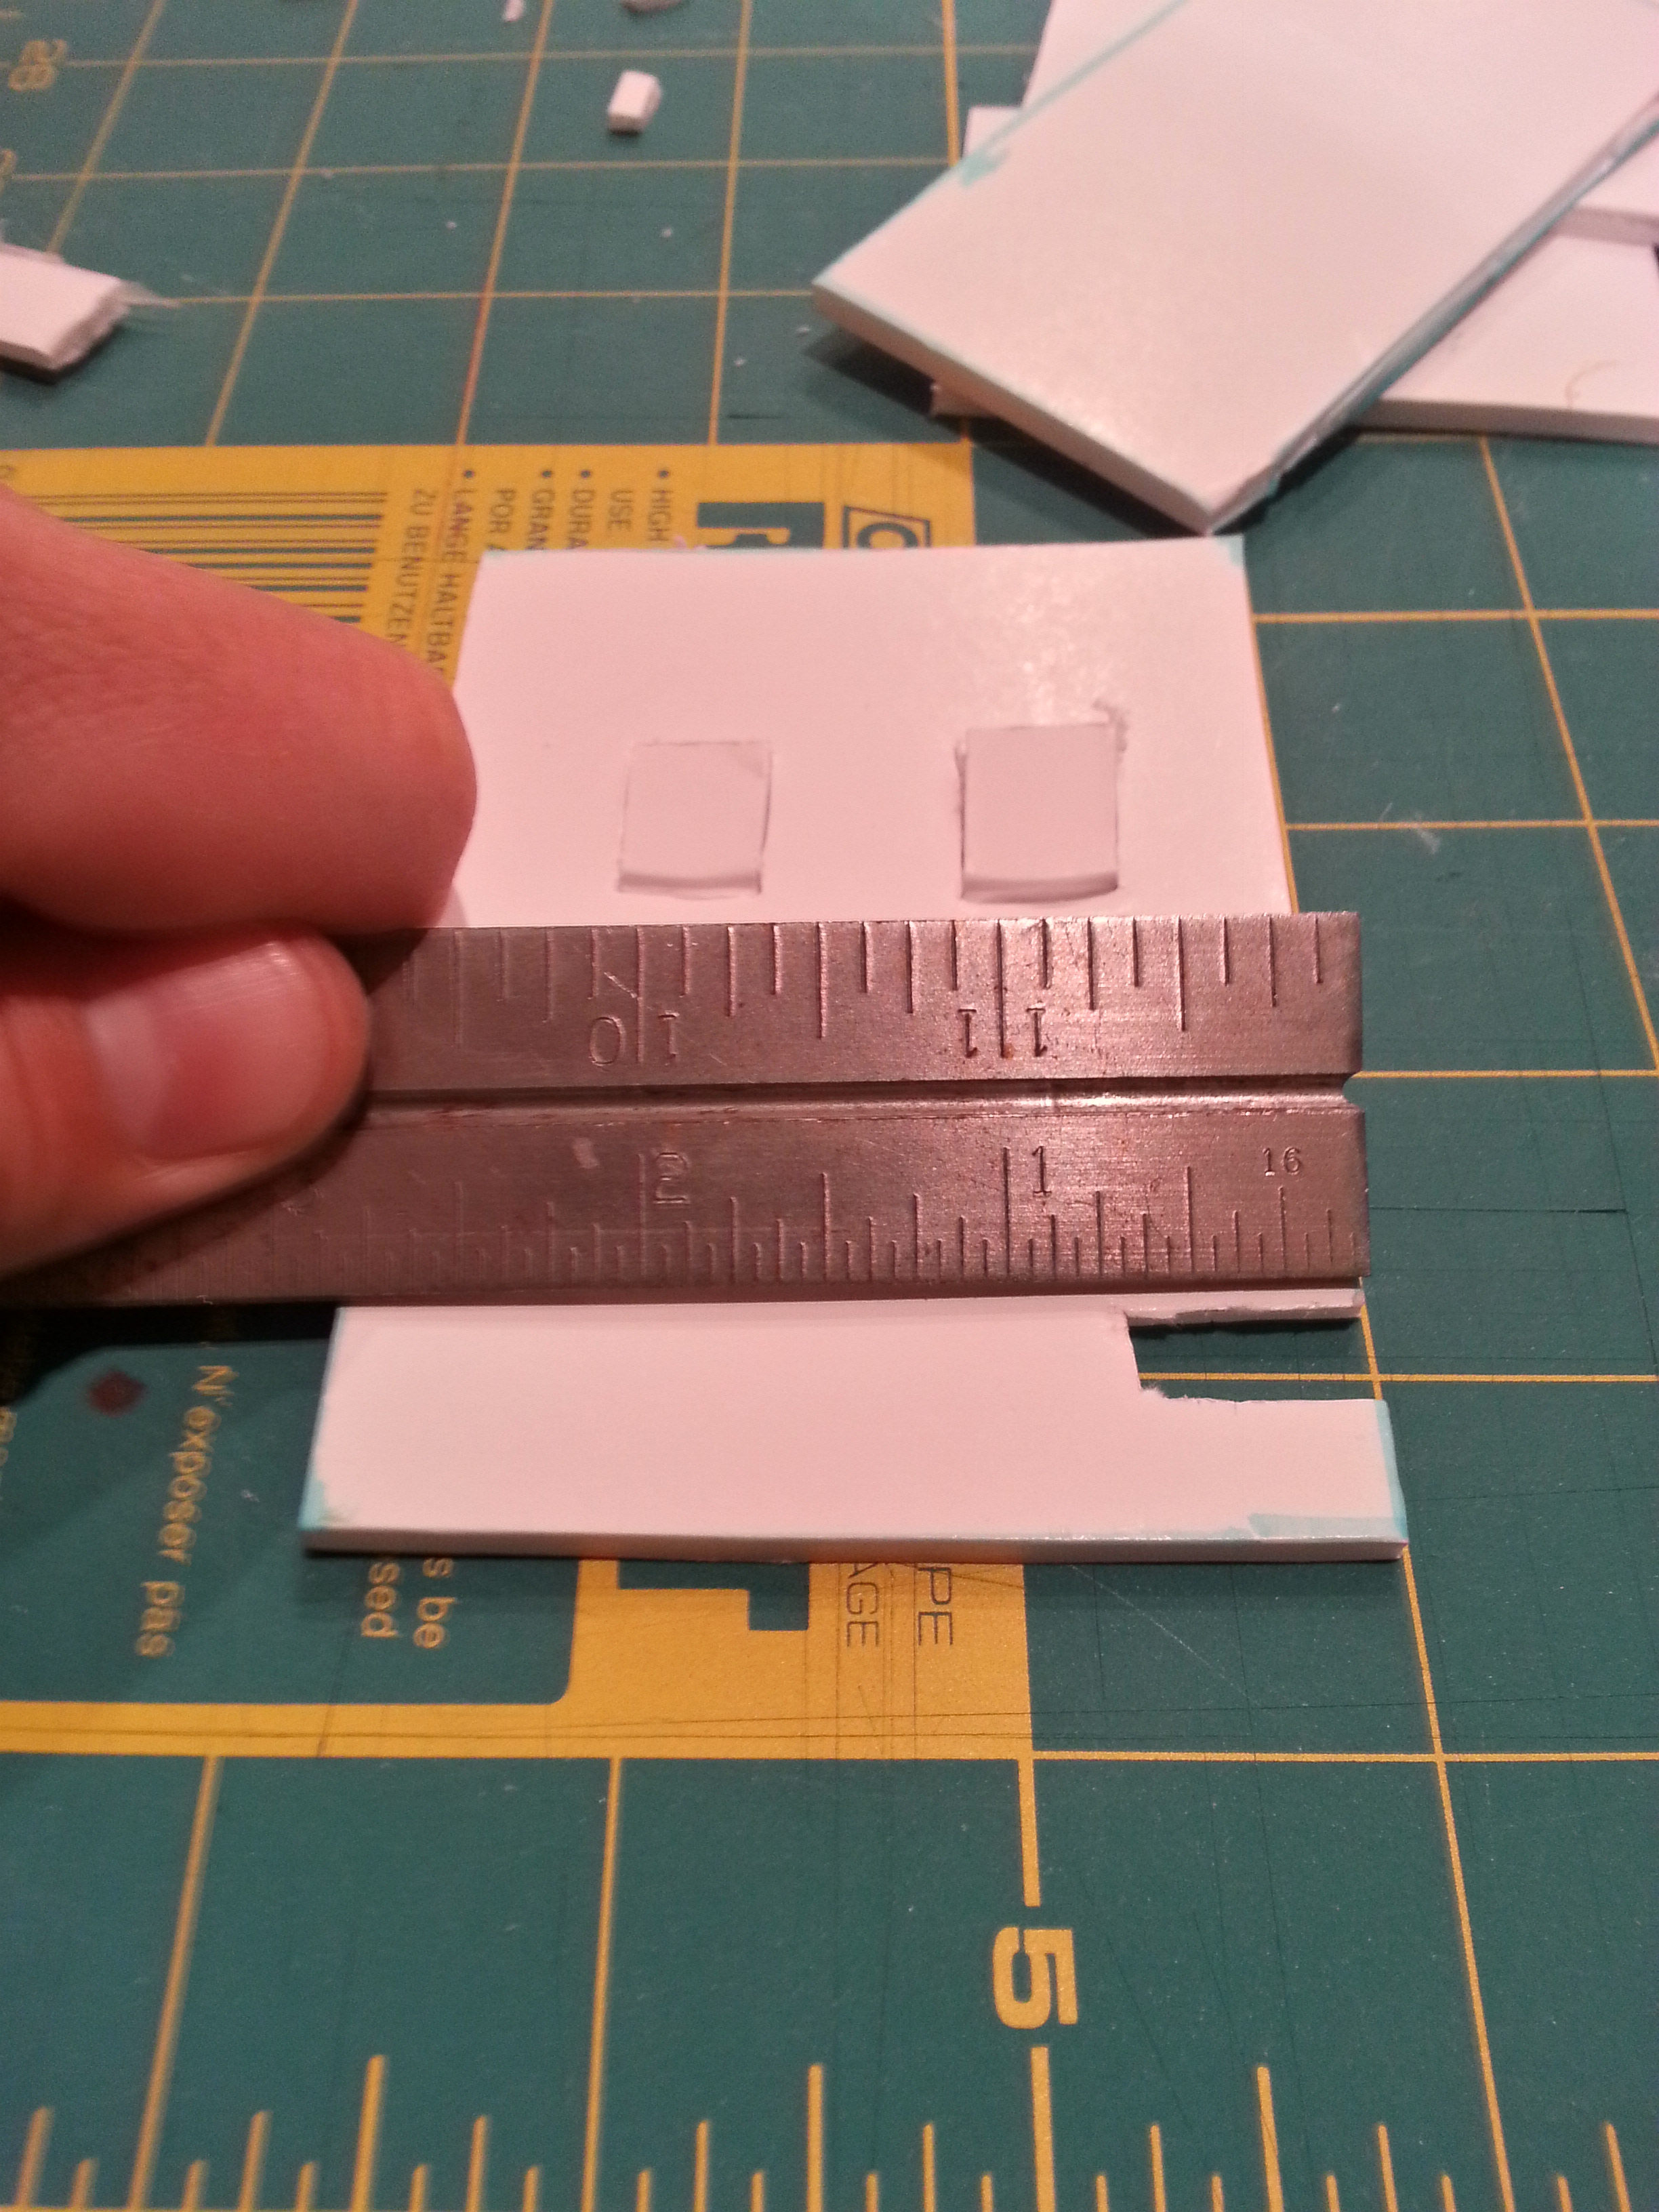 28
• HIGH
USE.
• DURA
• GRAN
POR
• LANGE HALTBA
ZU BENUTZEN
10 11
2 1 16
N'exposer pas
s be
sed
PE
AGE
5